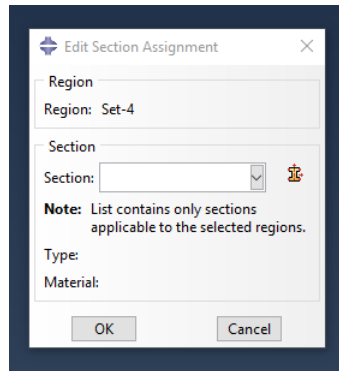 Edit Section Assignment
Region
Region: Set-4
Section
Section:
Note: List contains only sections
applicable to the selected regions.
Type:
Material:
OK Cancel